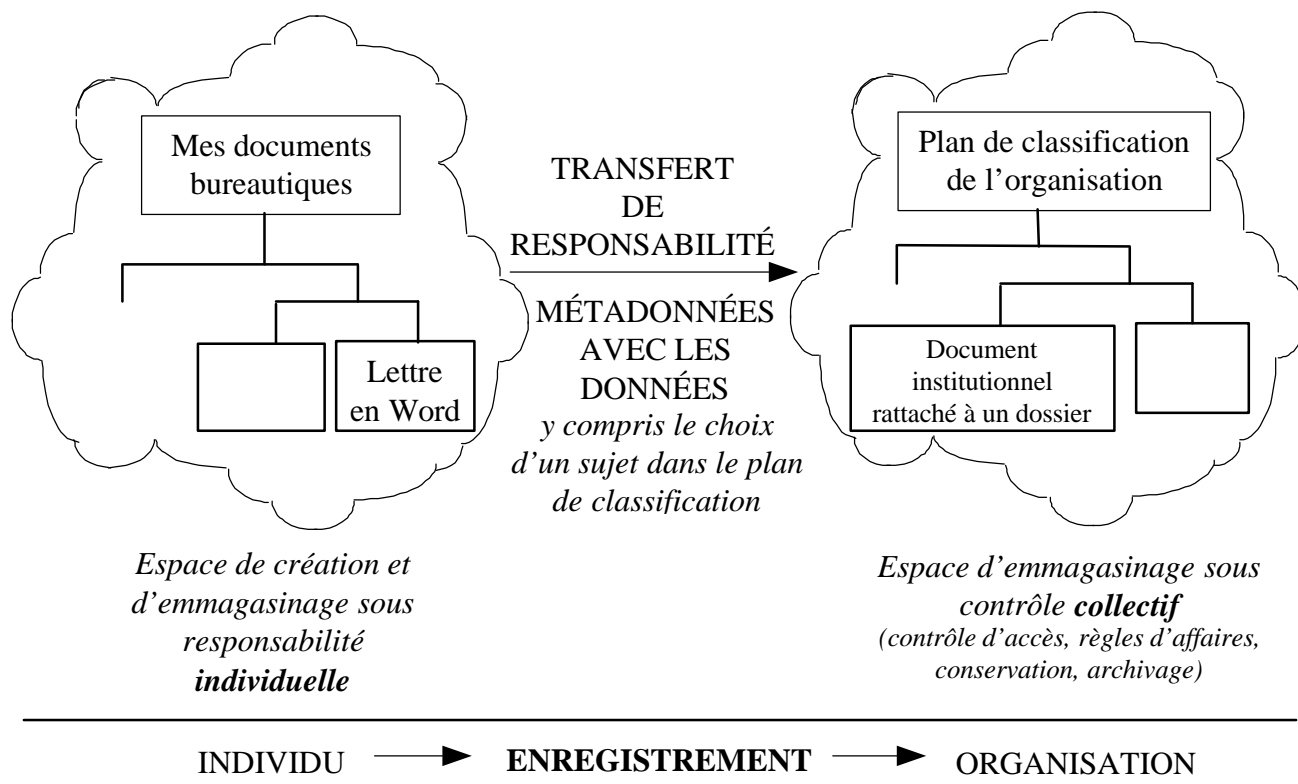 Mes documents
bureautiques
Lettre
en Word
Espace de création et
d'emmagasinage sous
responsabilité
individuelle
TRANSFERT
DE
RESPONSABILITÉ
MÉTADONNÉES
AVEC LES
DONNÉES
y compris le choix
d'un sujet dans le plan
de classification
Plan de classification
de l'organisation
Document
institutionnel
rattaché à un dossier
Espace d'emmagasinage sous
contrôle collectif
(contrôle d'accès, règles d'affaires,
conservation, archivage)
INDIVIDU ENREGISTREMENT ORGANISATION